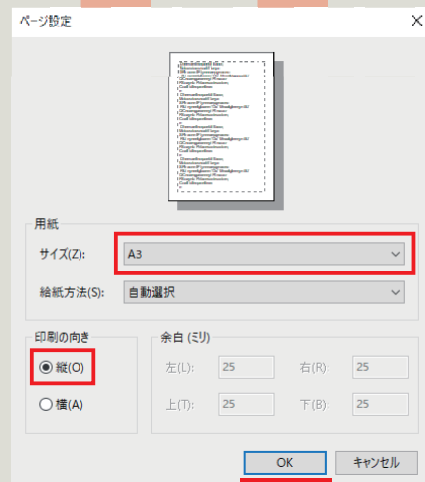 ページ設定
用紙
サイズ(Z): A3
給紙方法(S): 自動選択
印刷の向き
縦(O)
横(A)
余白 (ミリ)
左(L): 25 右(R): 25
上(T): 25 下(B): 25
OK キャンセル